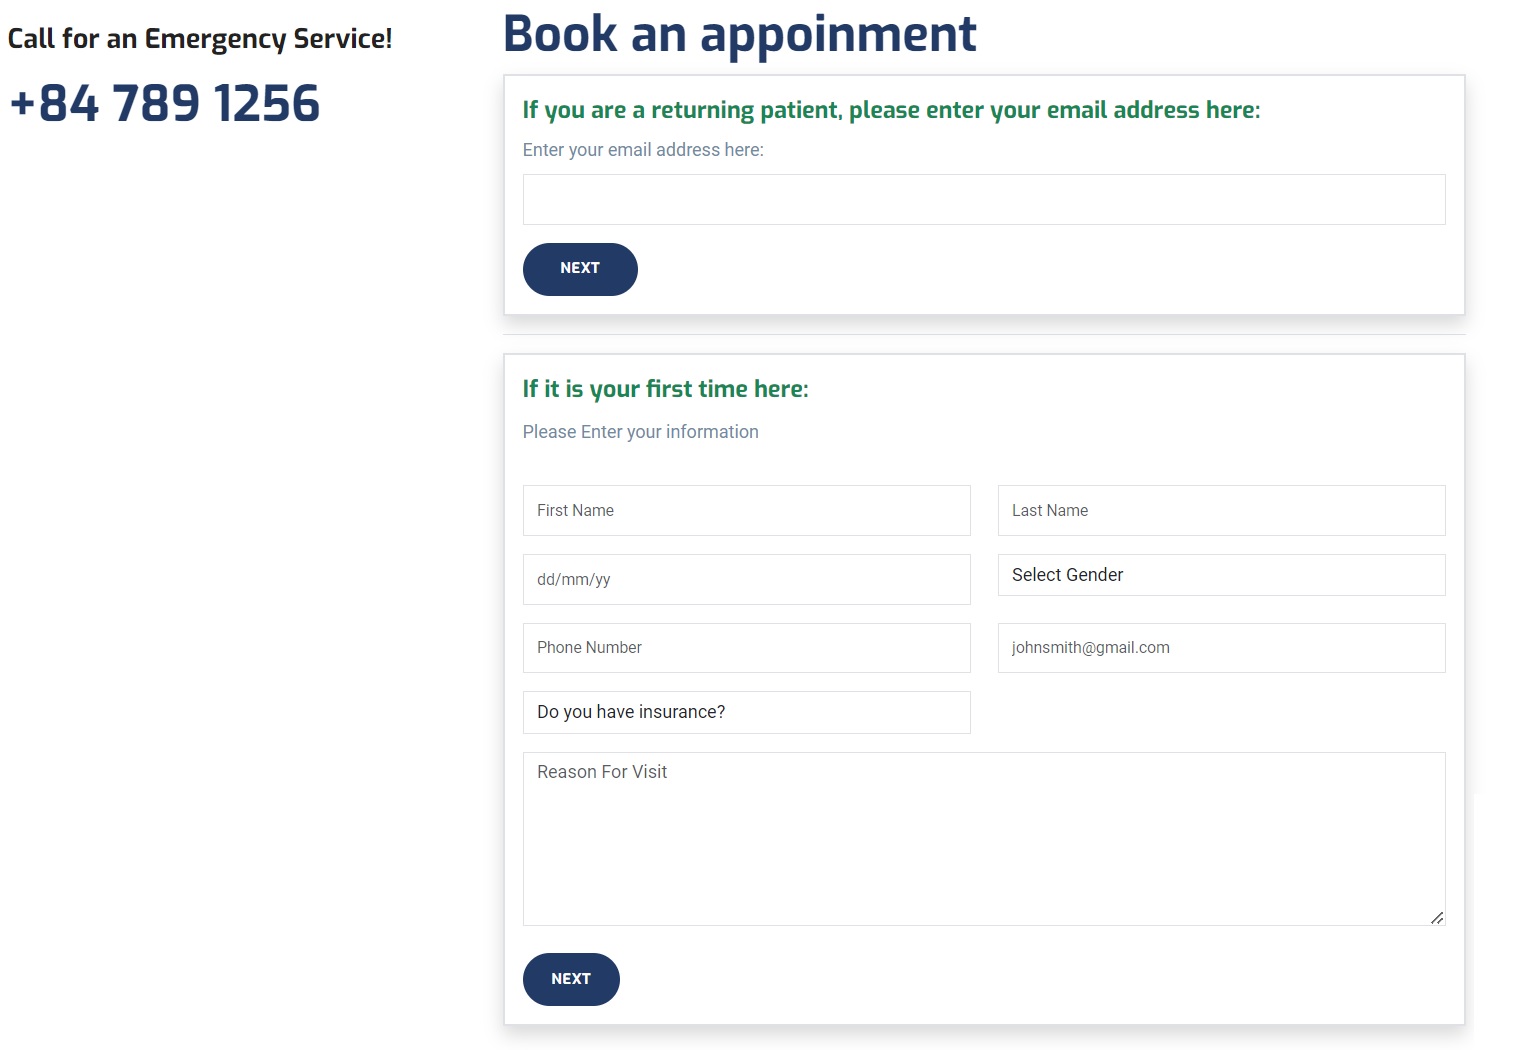 Call for an Emergency Service!
+84 789 1256
Book an appoinment
If you are a returning patient, please enter your email address here:
Enter your email address here:
NEXT
If it is your first time here:
Please Enter your information
First Name
Last Name
dd/mm/yy
Select Gender
Phone Number
johnsmith@gmail.com
Do you have insurance?
Reason For Visit
NEXT